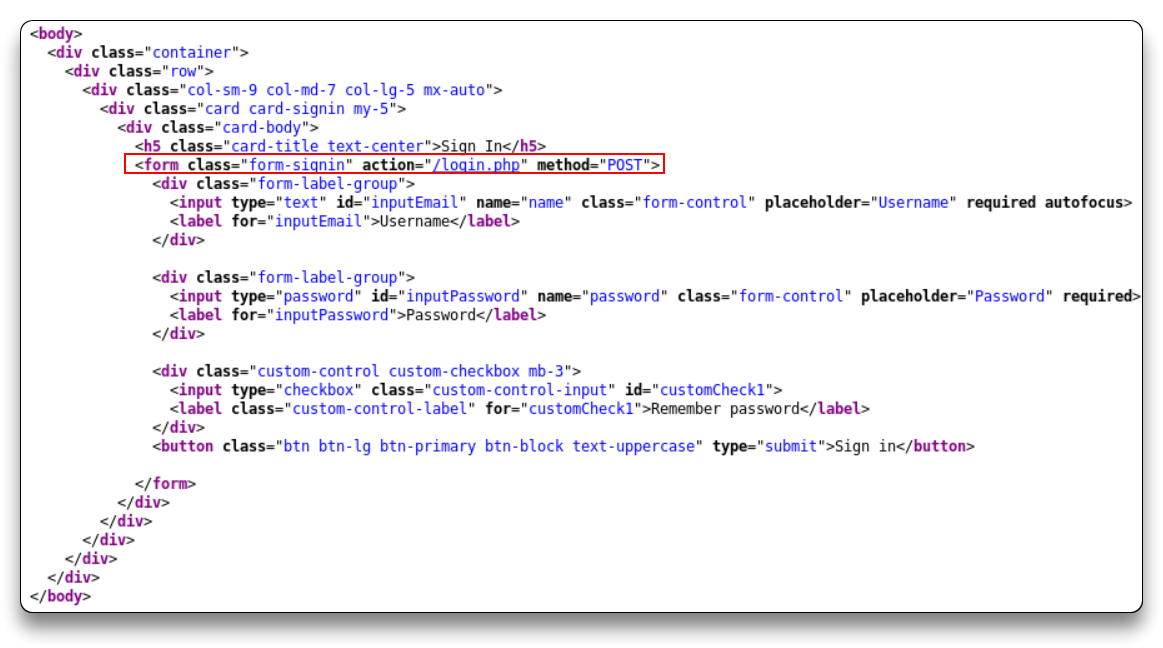 <body>
<div class="container">
<div class="row">
<div class="col-sm-9 col-md-7 col-lg-5 mx-auto">
<div class="card card-signin my-5">
<div class="card-body">
<h5 class="card-title text-center">Sign In</h5>
<form class="form-signin" action="/login.php" method="POST">
<div class="form-label-group">
<input type="text" id="inputEmail" name="name" class="form-control" placeholder="Username" required autofocus>
<label for="inputEmail">Username</label>
</div>
<div class="form-label-group">
<input type="password" id="inputPassword" name="password" class="form-control" placeholder="Password" required>
<label for="inputPassword">Password</label>
</div>
<div class="custom-control custom-checkbox mb-3">
<input type="checkbox" class="custom-control-input" id="customCheck1">
<label class="custom-control-label" for="customCheck1">Remember password</label>
</div>
<button class="btn btn-lg btn-primary btn-block text-uppercase" type="submit">Sign in</button>
</form>
</div>
</div>
</div>
</div>
</div>
</body>